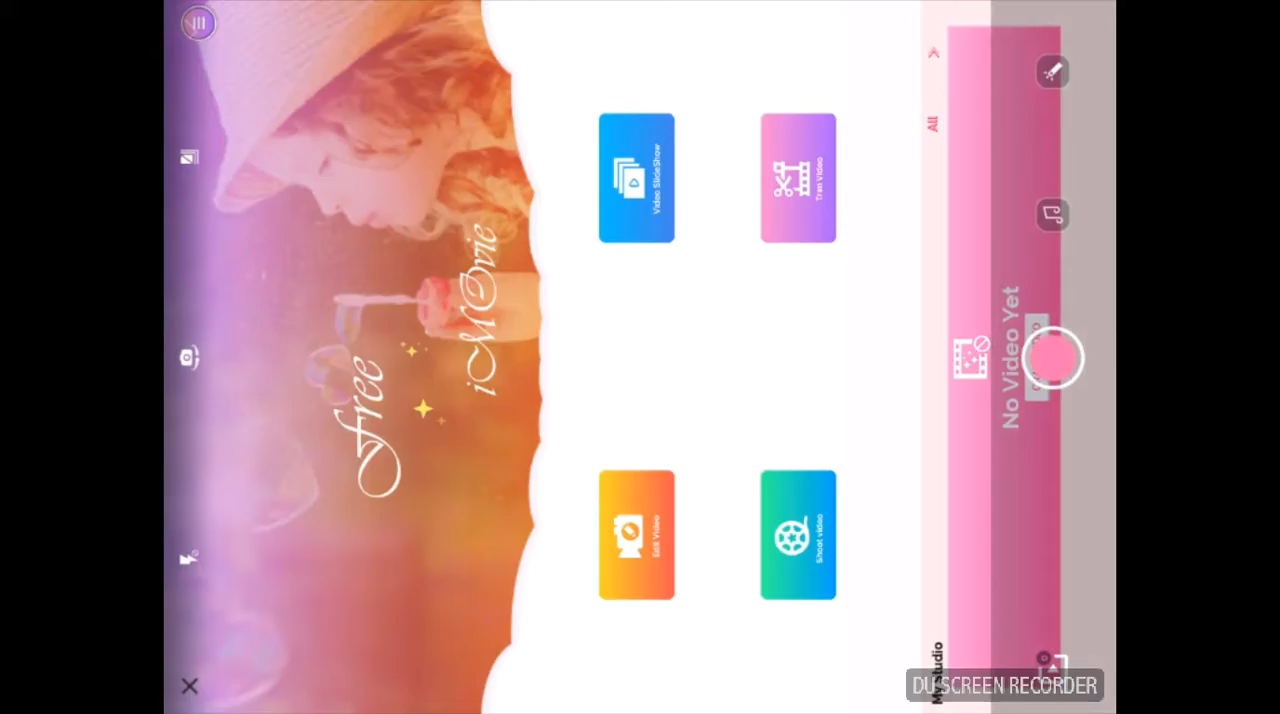 Free
iMOvie
Edit Video
Video SlideShow
Shoot video
Trim Video
All
No Video Yet
DU SCREEN RECORDER